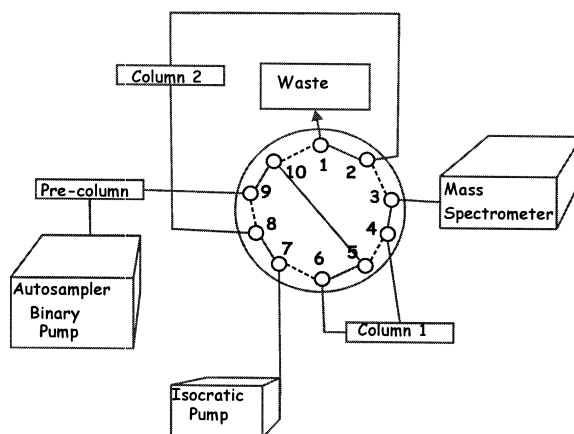 Column 2
Waste
1
2
10
3
Pre-column
9
Mass
Spectrometer
8
4
7
6
5
Autosampler
Binary
Pump
Column 1
Isocratic
Pump